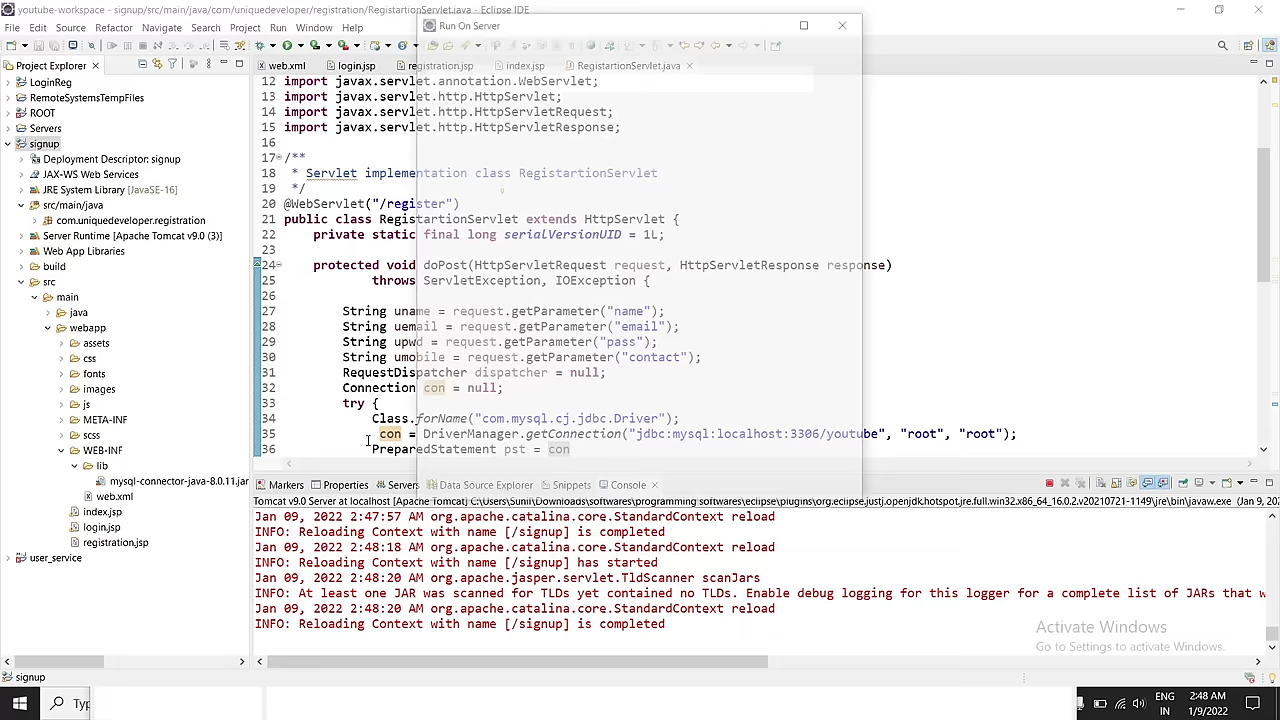 youtube-workspace - signup/src/main/java/com/uniquedeveloper/registration/RegistartionServlet.java - Eclipse IDE
Run On Server
File Edit Source Refactor Navigate Search Project Run Window Help
Project Explorer
web.xml login.jsp registration.jsp index.jsp RegistartionServlet.java
LoginReg
RemoteSystemsTempFiles
ROOT
Servers
signup
Deployment Descriptor: signup
JAX-WS Web Services
JRE System Library [JavaSE-16]
src/main/java
com.uniquedeveloper.registration
Server Runtime [Apache Tomcat v9.0 (3)]
Web App Libraries
build
src
main
java
webapp
assets
css
fonts
images
js
META-INF
scss
WEB-INF
lib
mysql-connector-java-8.0.11.jar
web.xml
index.jsp
login.jsp
registration.jsp
user_service
12 import javax.servlet.annotation.WebServlet;
13 import javax.servlet.http.HttpServlet;
14 import javax.servlet.http.HttpServletRequest;
15 import javax.servlet.http.HttpServletResponse;
16
17 /**
18 * Servlet implementation class RegistartionServlet
19 */
20 @WebServlet("/register")
21 public class RegistartionServlet extends HttpServlet {
22 private static final long serialVersionUID = 1L;
23
24 protected void doPost(HttpServletRequest request, HttpServletResponse response)
25 throws ServletException, IOException {
26
27 String uname = request.getParameter("name");
28 String uemail = request.getParameter("email");
29 String upwd = request.getParameter("pass");
30 String umobile = request.getParameter("contact");
31 RequestDispatcher dispatcher = null;
32 Connection con = null;
33 try {
34 Class.forName("com.mysql.cj.jdbc.Driver");
35 con = DriverManager.getConnection("jdbc:mysql:localhost:3306/youtube", "root", "root");
36 PreparedStatement pst = con
Markers Properties Servers Data Source Explorer Snippets Console
Tomcat v9.0 Server at localhost [Apache Tomcat] C:\Users\Sunil\Downloads\softwares\programming softwares\eclipse\plugins\org.eclipse.justj.openjdk.hotspot.jre.full.win32.x86_64_16.0.2.v20210721-1149\jre\bin\javaw.exe (Jan 9, 202
Jan 09, 2022 2:47:57 AM org.apache.catalina.core.StandardContext reload
INFO: Reloading Context with name [/signup] is completed
Jan 09, 2022 2:48:18 AM org.apache.catalina.core.StandardContext reload
INFO: Reloading Context with name [/signup] has started
Jan 09, 2022 2:48:20 AM org.apache.jasper.servlet.TldScanner scanJars
INFO: At least one JAR was scanned for TLDs yet contained no TLDs. Enable debug logging for this logger for a complete list of JARs that w
Jan 09, 2022 2:48:20 AM org.apache.catalina.core.StandardContext reload
INFO: Reloading Context with name [/signup] is completed
Activate Windows
Go to Settings to activate Windows.
signup
Typ
ENG
IN
2:48 AM
1/9/2022